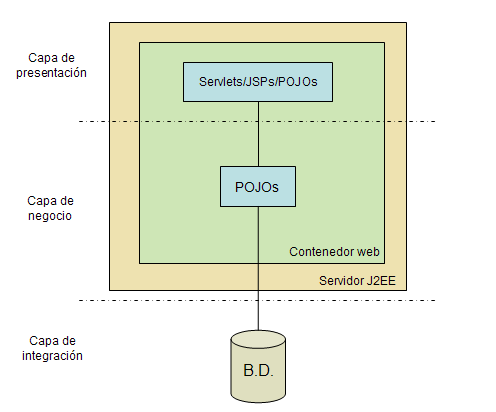 Capa de
presentación
Servlets/JSPs/POJOs
Capa de
negocio
POJOs
Contenedor web
Servidor J2EE
Capa de
integración
B.D.